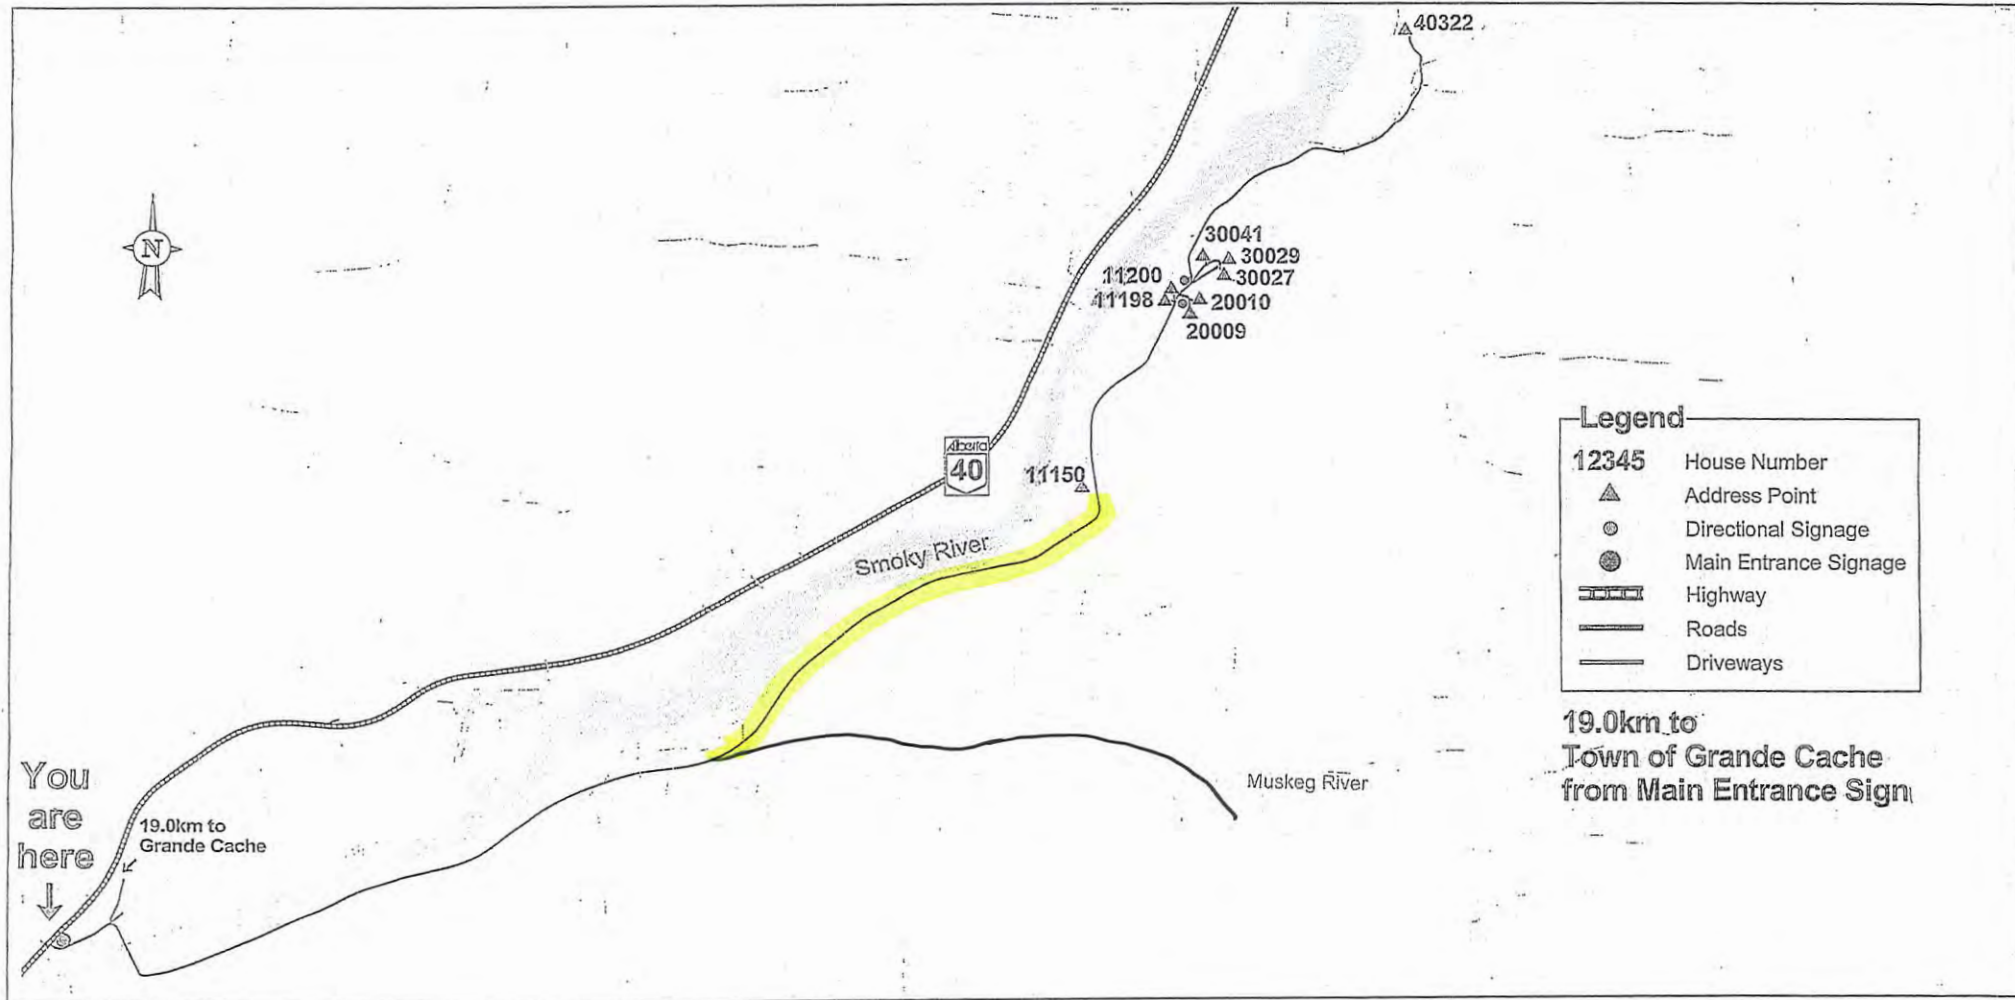 40322
N
30041
30029
11200
30027
11198
20010
20009
Legend
12345 House Number
Address Point
Directional Signage
Main Entrance Signage
Highway
Roads
Driveways
Alberta
40
11150
Smoky River
19.0km to
Town of Grande Cache
from Main Entrance Sign
Muskeg River
You
are
here
19.0km to
Grande Cache